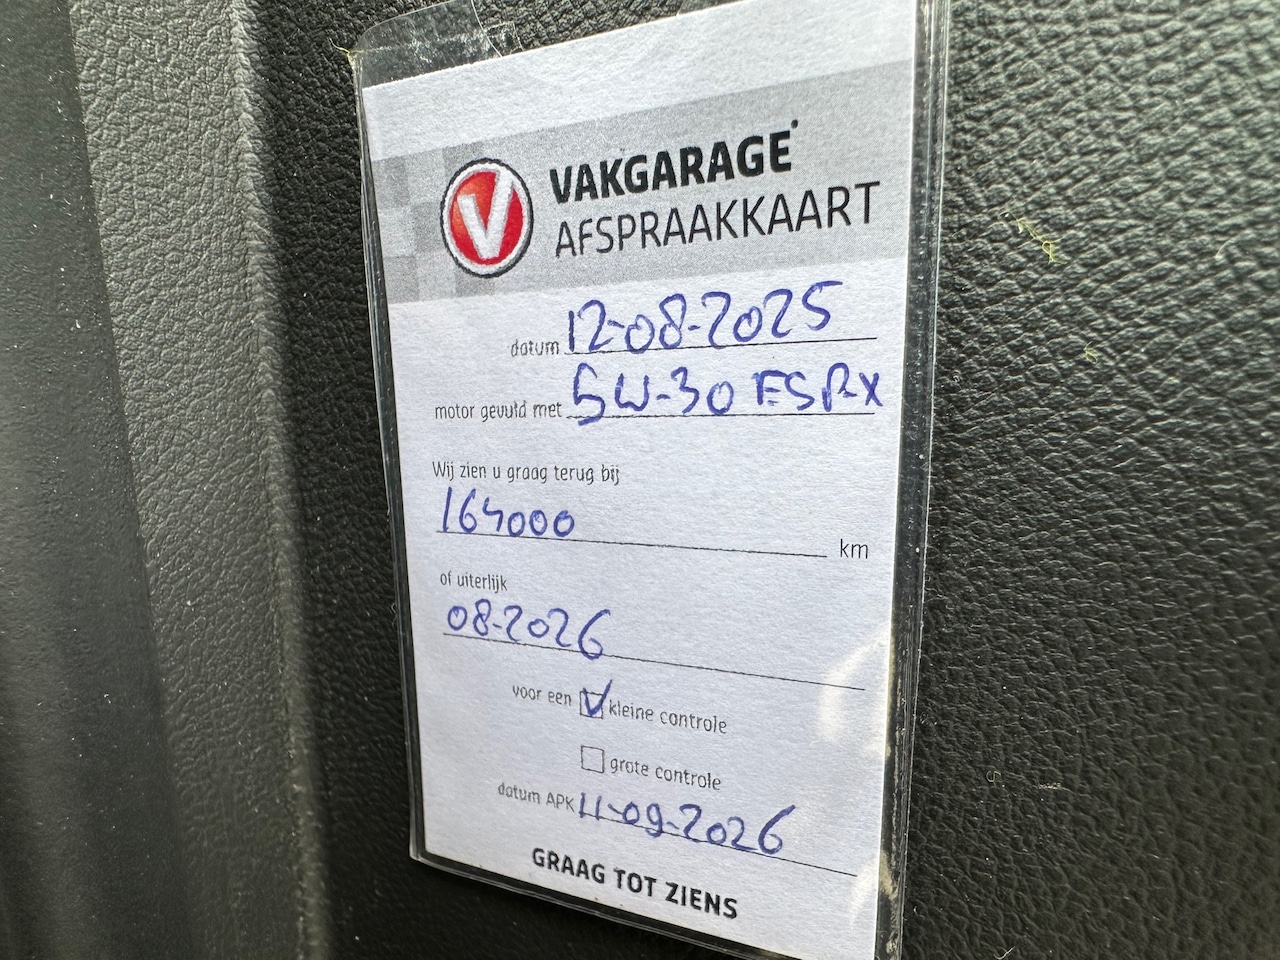 V
VAKGARAGE
AFSPRAAKKAART
datum 12-08-2025
motor gevuld met 5W-30 FSRX
Wij zien u graag terug bij
164000 km
of uiterlijk
08-2026
voor een kleine controle
grote controle
datum APK 11-09-2026
GRAAG TOT ZIENS